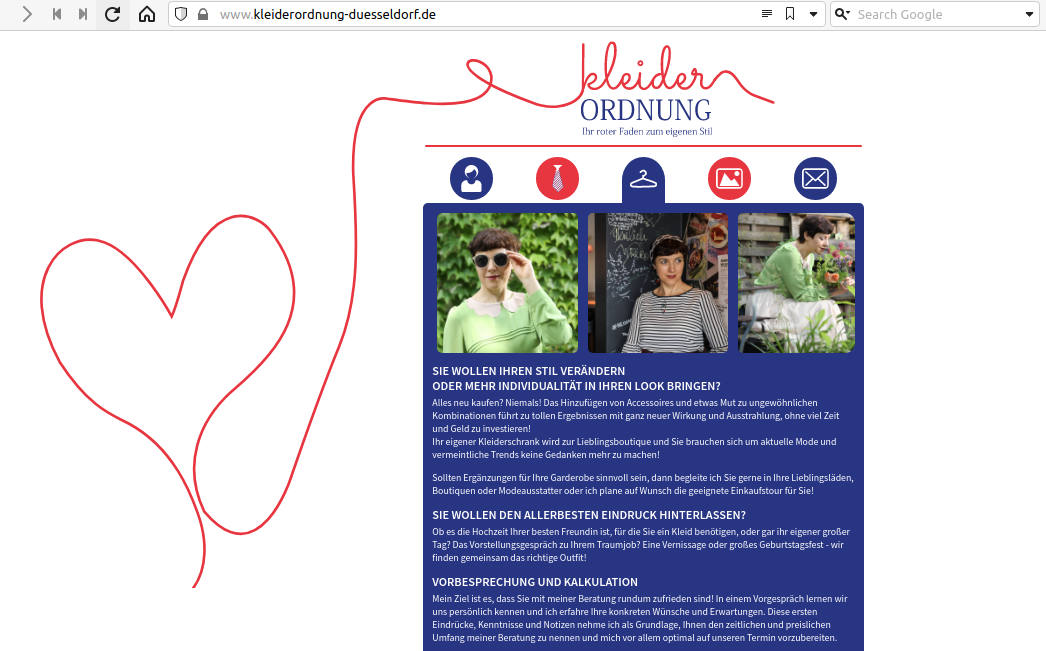 www.kleiderordnung-duesseldorf.de
Search Google
kleider
ORDNUNG
Ihr roter Faden zum eigenen Stil
SIE WOLLEN IHREN STIL VERÄNDERN
ODER MEHR INDIVIDUALITÄT IN IHREN LOOK BRINGEN?
Alles neu kaufen? Niemals! Das Hinzufügen von Accessoires und etwas Mut zu ungewöhnlichen
Kombinationen führt zu tollen Ergebnissen mit ganz neuer Wirkung und Ausstrahlung, ohne viel Zeit
und Geld zu investieren!
Ihr eigener Kleiderschrank wird zur Lieblingsboutique und Sie brauchen sich um aktuelle Mode und
vermeintliche Trends keine Gedanken mehr zu machen!
Sollten Ergänzungen für Ihre Garderobe sinnvoll sein, dann begleite ich Sie gerne in Ihre Lieblingsläden,
Boutiquen oder Modeausstatter oder ich plane auf Wunsch die geeignete Einkaufstour für Sie!
SIE WOLLEN DEN ALLERBESTEN EINDRUCK HINTERLASSEN?
Ob es die Hochzeit Ihrer besten Freundin ist, für die Sie ein Kleid benötigen, oder gar ihr eigener großer
Tag? Das Vorstellungsgespräch zu Ihrem Traumjob? Eine Vernissage oder großes Geburtstagsfest - wir
finden gemeinsam das richtige Outfit!
VORBESPRECHUNG UND KALKULATION
Mein Ziel ist es, dass Sie mit meiner Beratung rundum zufrieden sind! In einem Vorgespräch lernen wir
uns persönlich kennen und ich erfahre Ihre konkreten Wünsche und Erwartungen. Diese ersten
Eindrücke, Kenntnisse und Notizen nehme ich als Grundlage, Ihnen den zeitlichen und preislichen
Umfang meiner Beratung zu nennen und mich vor allem optimal auf unseren Termin vorzubereiten.